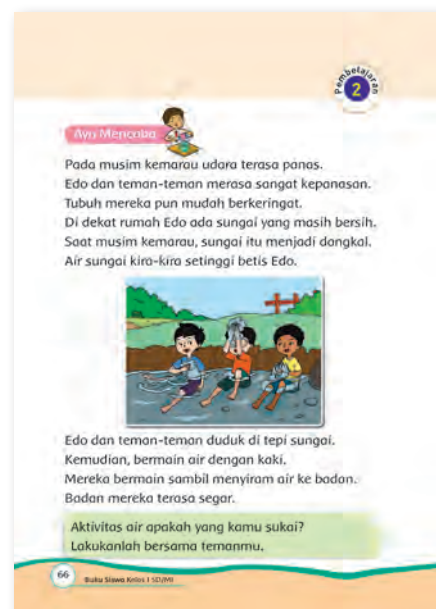 Pembelajaran
2
Ayo Mencoba
Pada musim kemarau udara terasa panas.
Edo dan teman-teman merasa sangat kepanasan.
Tubuh mereka pun mudah berkeringat.
Di dekat rumah Edo ada sungai yang masih bersih.
Saat musim kemarau, sungai itu menjadi dangkal.
Air sungai kira-kira setinggi betis Edo.
Edo dan teman-teman duduk di tepi sungai.
Kemudian, bermain air dengan kaki.
Mereka bermain sambil menyiram air ke badan.
Badan mereka terasa segar.
Aktivitas air apakah yang kamu sukai?
Lakukanlah bersama temanmu.
66
Buku Siswa Kelas I SD/MI